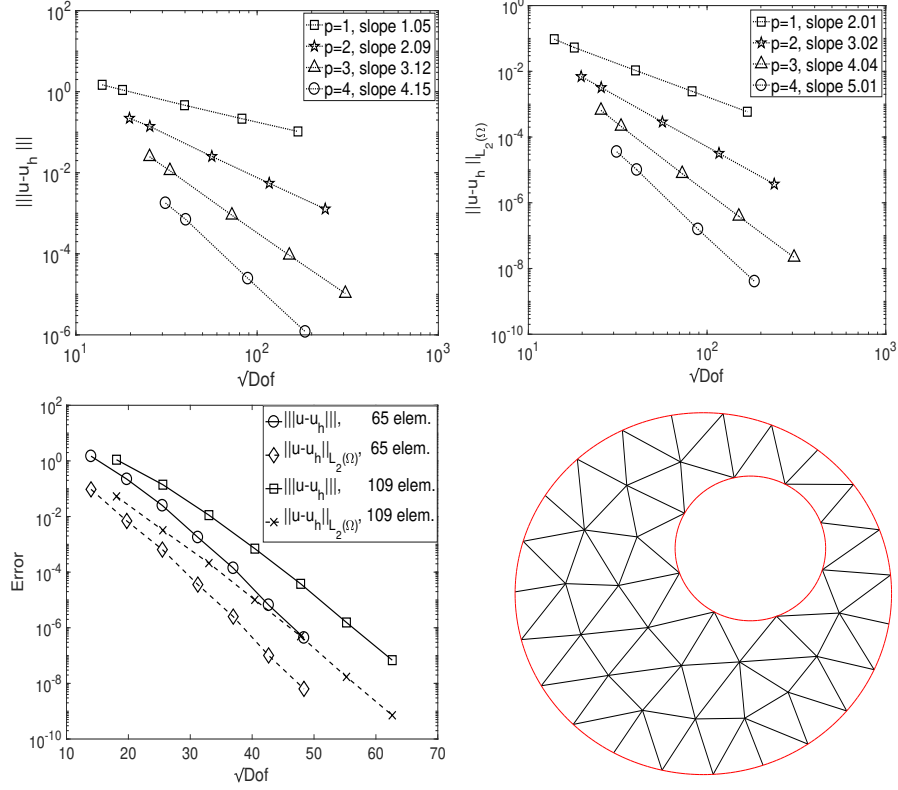 p=1, slope 1.05
p=2, slope 2.09
p=3, slope 3.12
p=4, slope 4.15
10^0
10^-2
10^-4
10^-6
|||u-u_h|||
10^1
10^2
10^3
√Dof
p=1, slope 2.01
p=2, slope 3.02
p=3, slope 4.04
p=4, slope 5.01
10^0
10^-2
10^-4
10^-6
10^-8
10^-10
||u-u_h||_L_2(Ω)
10^1
10^2
10^3
√Dof
|||u-u_h|||, 65 elem.
||u-u_h||_L_2(Ω), 65 elem.
|||u-u_h|||, 109 elem.
||u-u_h||_L_2(Ω), 109 elem.
10^2
10^0
10^-2
10^-4
10^-6
10^-8
10^-10
Error
10 20 30 40 50 60 70
√Dof